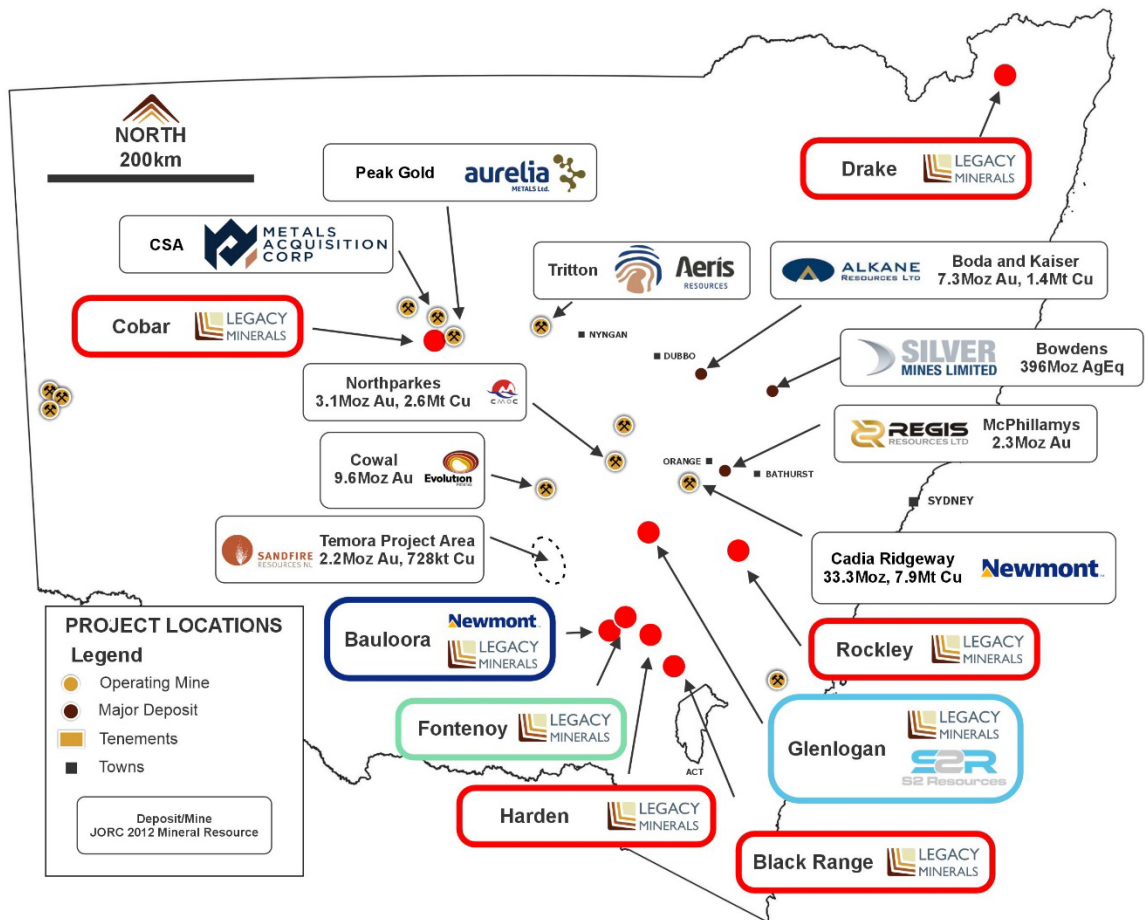 NORTH
200km
Peak Gold
aurelia
METALS Ltd.
Drake
LEGACY
MINERALS
CSA
METALS
ACQUISITION
CORP
Tritton
Aeris
RESOURCES
ALKANE
RESOURCES LTD
Boda and Kaiser
7.3Moz Au, 1.4Mt Cu
Cobar
LEGACY
MINERALS
NYNGAN
DUBBO
SILVER
MINES LIMITED
Bowdens
396Moz AgEq
Northparkes
3.1Moz Au, 2.6Mt Cu
CMOC
REGIS
RESOURCES LTD
McPhillamys
2.3Moz Au
Cowal
9.6Moz Au
Evolution
MINING
ORANGE
BATHURST
SYDNEY
SANDFIRE
RESOURCES NL
Temora Project Area
2.2Moz Au, 728kt Cu
Cadia Ridgeway
33.3Moz, 7.9Mt Cu
Newmont™
Bauloora
Newmont™
LEGACY
MINERALS
Rockley
LEGACY
MINERALS
Fontenoy
LEGACY
MINERALS
Glenlogan
LEGACY
MINERALS
S2R
S2 Resources
ACT
Harden
LEGACY
MINERALS
Black Range
LEGACY
MINERALS
PROJECT LOCATIONS
Legend
Operating Mine
Major Deposit
Tenements
Towns
Deposit/Mine
JORC 2012 Mineral Resource